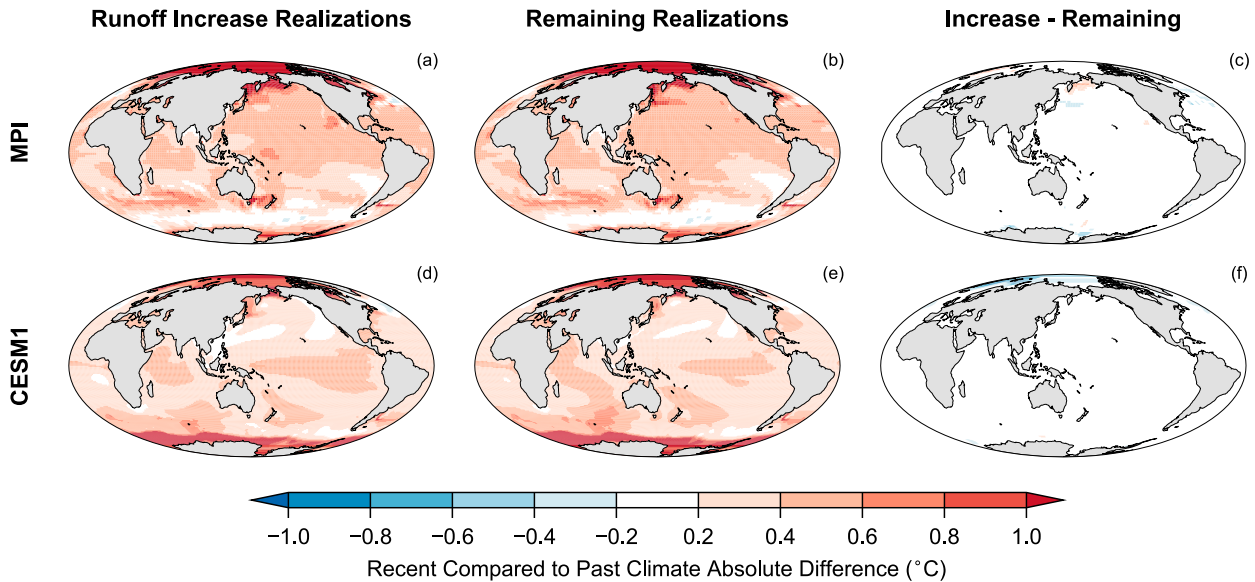 Runoff Increase Realizations Remaining Realizations Increase - Remaining
MPI
(a) (b) (c)
CESM1
(d) (e) (f)
−1.0 −0.8 −0.6 −0.4 −0.2 0.2 0.4 0.6 0.8 1.0
Recent Compared to Past Climate Absolute Difference (°C)